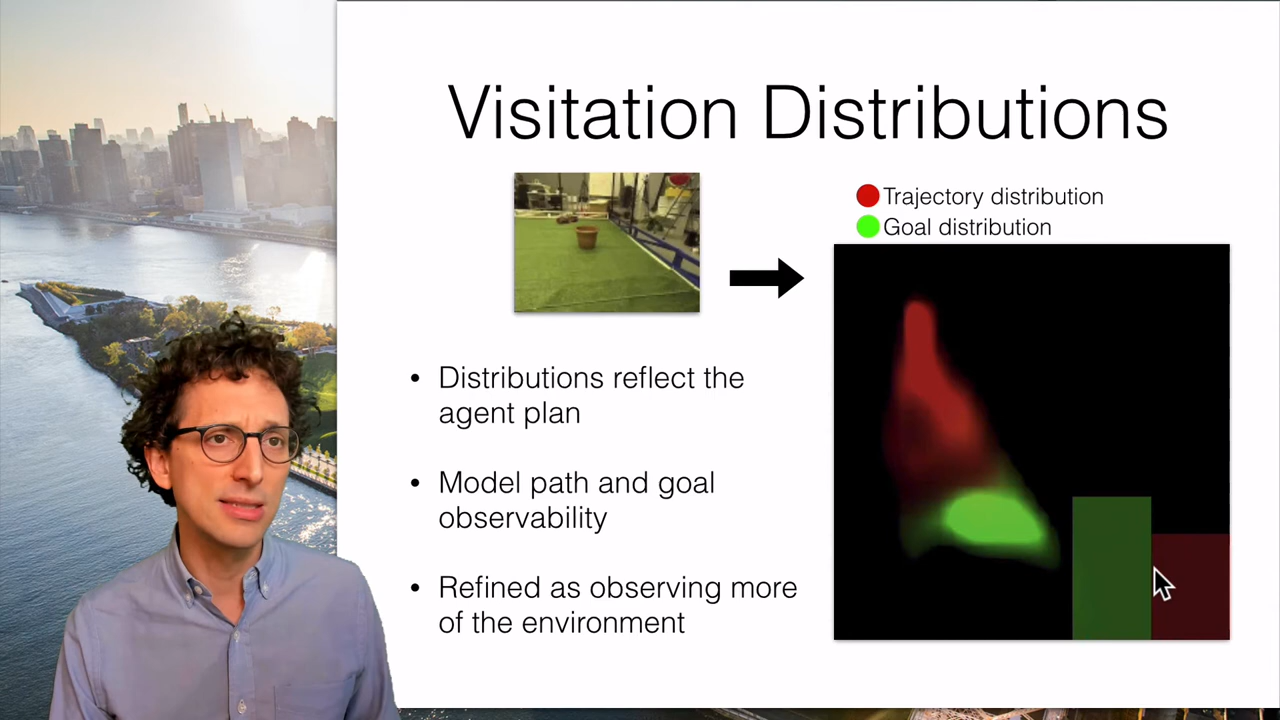 Visitation Distributions
Trajectory distribution
Goal distribution
• Distributions reflect the
agent plan
• Model path and goal
observability
• Refined as observing more
of the environment